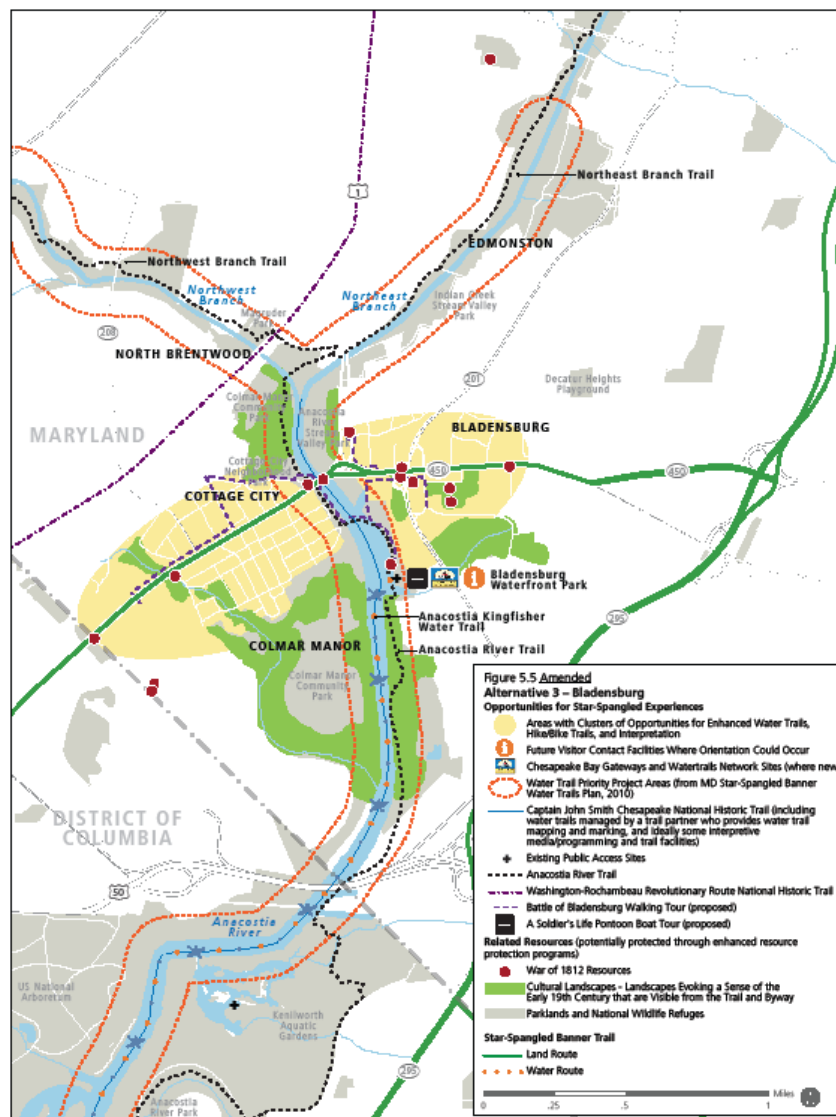 1
Northeast Branch Trail
EDMONSTON
Northwest Branch Trail
Northwest
Branch
Northeast
Branch
Indian Creek
Stream Valley
Park
Magruder
Park
208
NORTH BRENTWOOD
201
Decatur Heights
Playground
Colmar Manor
Community
Park
Anacostia
River
Stream
Valley Park
MARYLAND
BLADENSBURG
Cottage City
Neighborhood
Park
450
450
COTTAGE CITY
Bladensburg
Waterfront Park
Anacostia Kingfisher
Water Trail
295
COLMAR MANOR
Anacostia River Trail
Colmar Manor
Community
Park
DISTRICT OF
COLUMBIA
50
Anacostia
River
US National
Arboretum
Kenilworth
Aquatic
Gardens
295
Anacostia
River Park
Figure 5.5 Amended
Alternative 3 – Bladensburg
Opportunities for Star-Spangled Experiences
Areas with Clusters of Opportunities for Enhanced Water Trails,
Hike/Bike Trails, and Interpretation
Future Visitor Contact Facilities Where Orientation Could Occur
Chesapeake Bay Gateways and Watertrails Network Sites (where new
Water Trail Priority Project Areas (from MD Star-Spangled Banner
Water Trails Plan, 2010)
Captain John Smith Chesapeake National Historic Trail (including
water trails managed by a trail partner who provides water trail
mapping and marking, and ideally some interpretive
media/programming and trail facilities)
Existing Public Access Sites
Anacostia River Trail
Washington-Rochambeau Revolutionary Route National Historic Trail
Battle of Bladensburg Walking Tour (proposed)
A Soldier's Life Pontoon Boat Tour (proposed)
Related Resources (potentially protected through enhanced resource
protection programs)
War of 1812 Resources
Cultural Landscapes - Landscapes Evoking a Sense of the
Early 19th Century that are Visible from the Trail and Byway
Parklands and National Wildlife Refuges
Star-Spangled Banner Trail
Land Route
Water Route
Miles
0 .25 .5 1